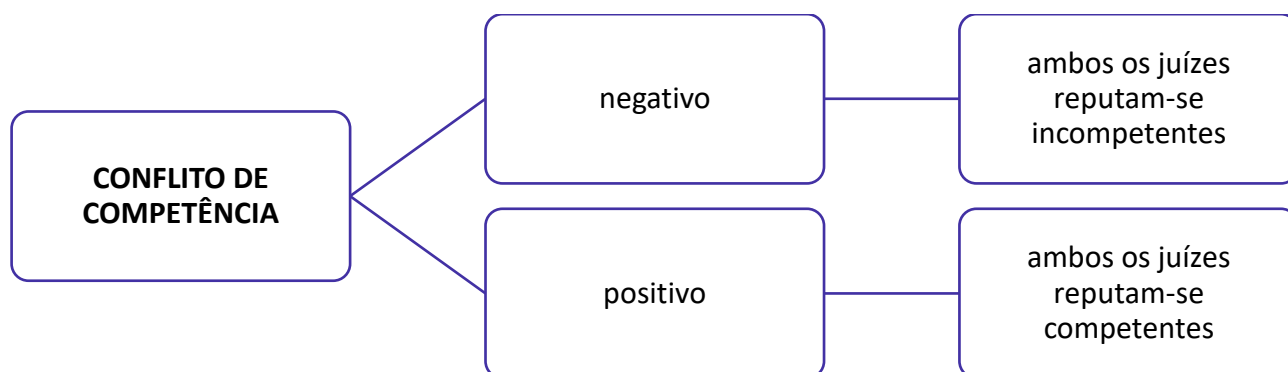 CONFLITO DE
COMPETÊNCIA
negativo
ambos os juízes
reputam-se
incompetentes
positivo
ambos os juízes
reputam-se
competentes